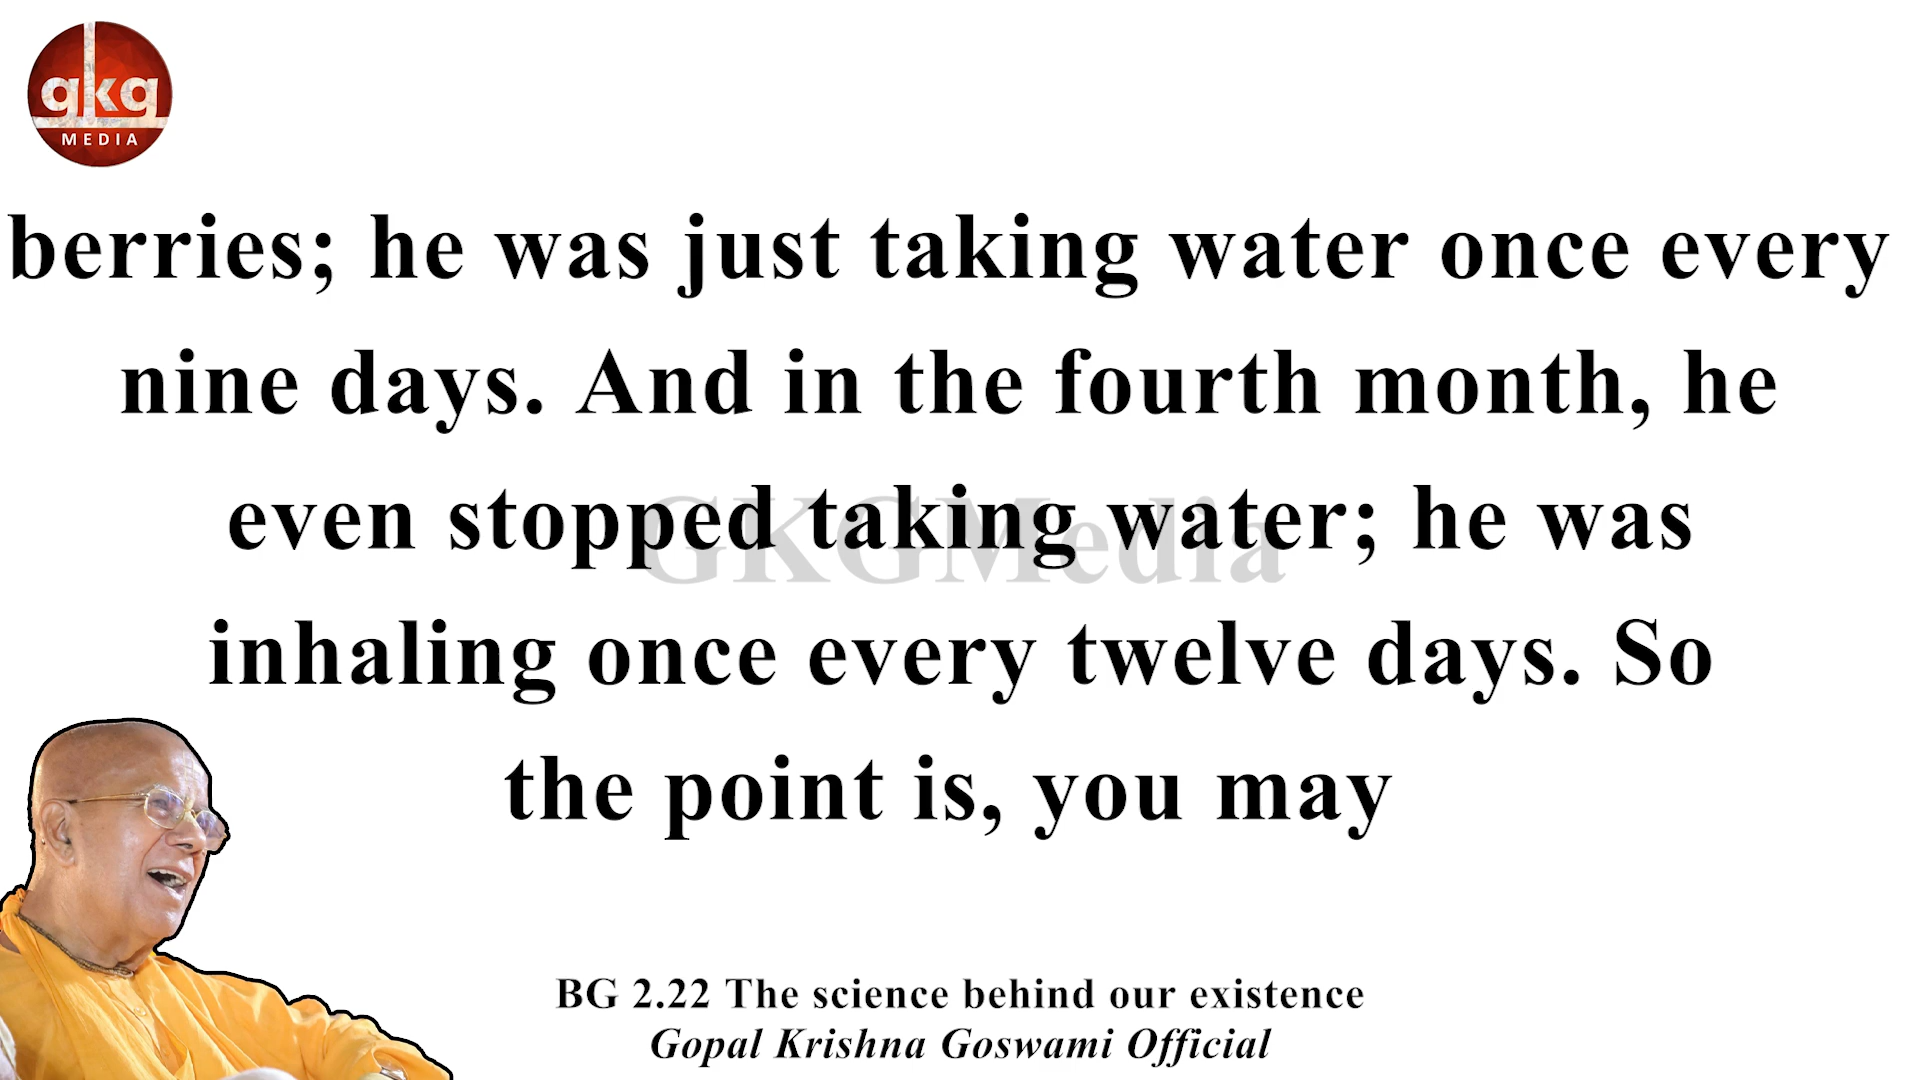 gkg
MEDIA
berries; he was just taking water once every
nine days. And in the fourth month, he
even stopped taking water; he was
GKGMedia
inhaling once every twelve days. So
the point is, you may
BG 2.22 The science behind our existence
Gopal Krishna Goswami Official